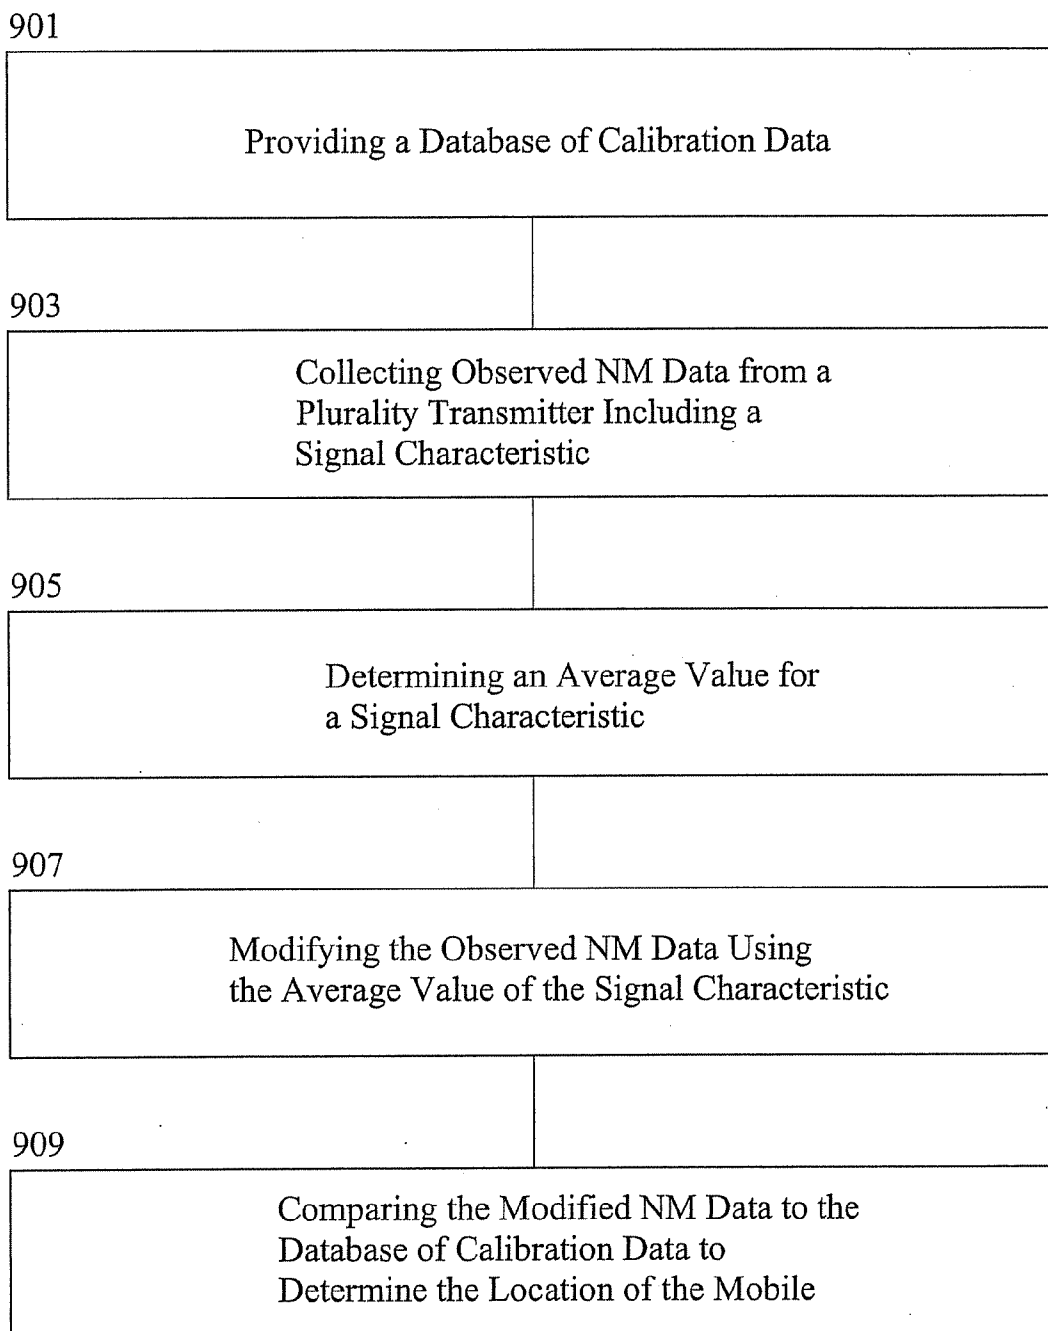 901
Providing a Database of Calibration Data
903
Collecting Observed NM Data from a
Plurality Transmitter Including a
Signal Characteristic
905
Determining an Average Value for
a Signal Characteristic
907
Modifying the Observed NM Data Using
the Average Value of the Signal Characteristic
909
Comparing the Modified NM Data to the
Database of Calibration Data to
Determine the Location of the Mobile